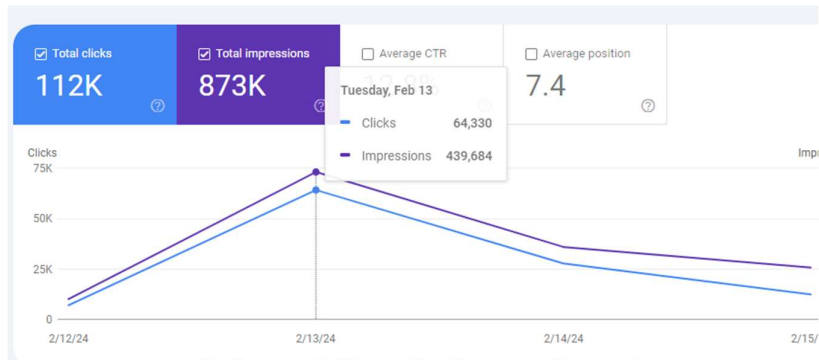 Total clicks
112K
Total impressions
873K
Average CTR
Average position
7.4
Tuesday, Feb 13
Clicks 64,330
Impressions 439,684
Clicks
75K
50K
25K
0
2/12/24
2/13/24
2/14/24